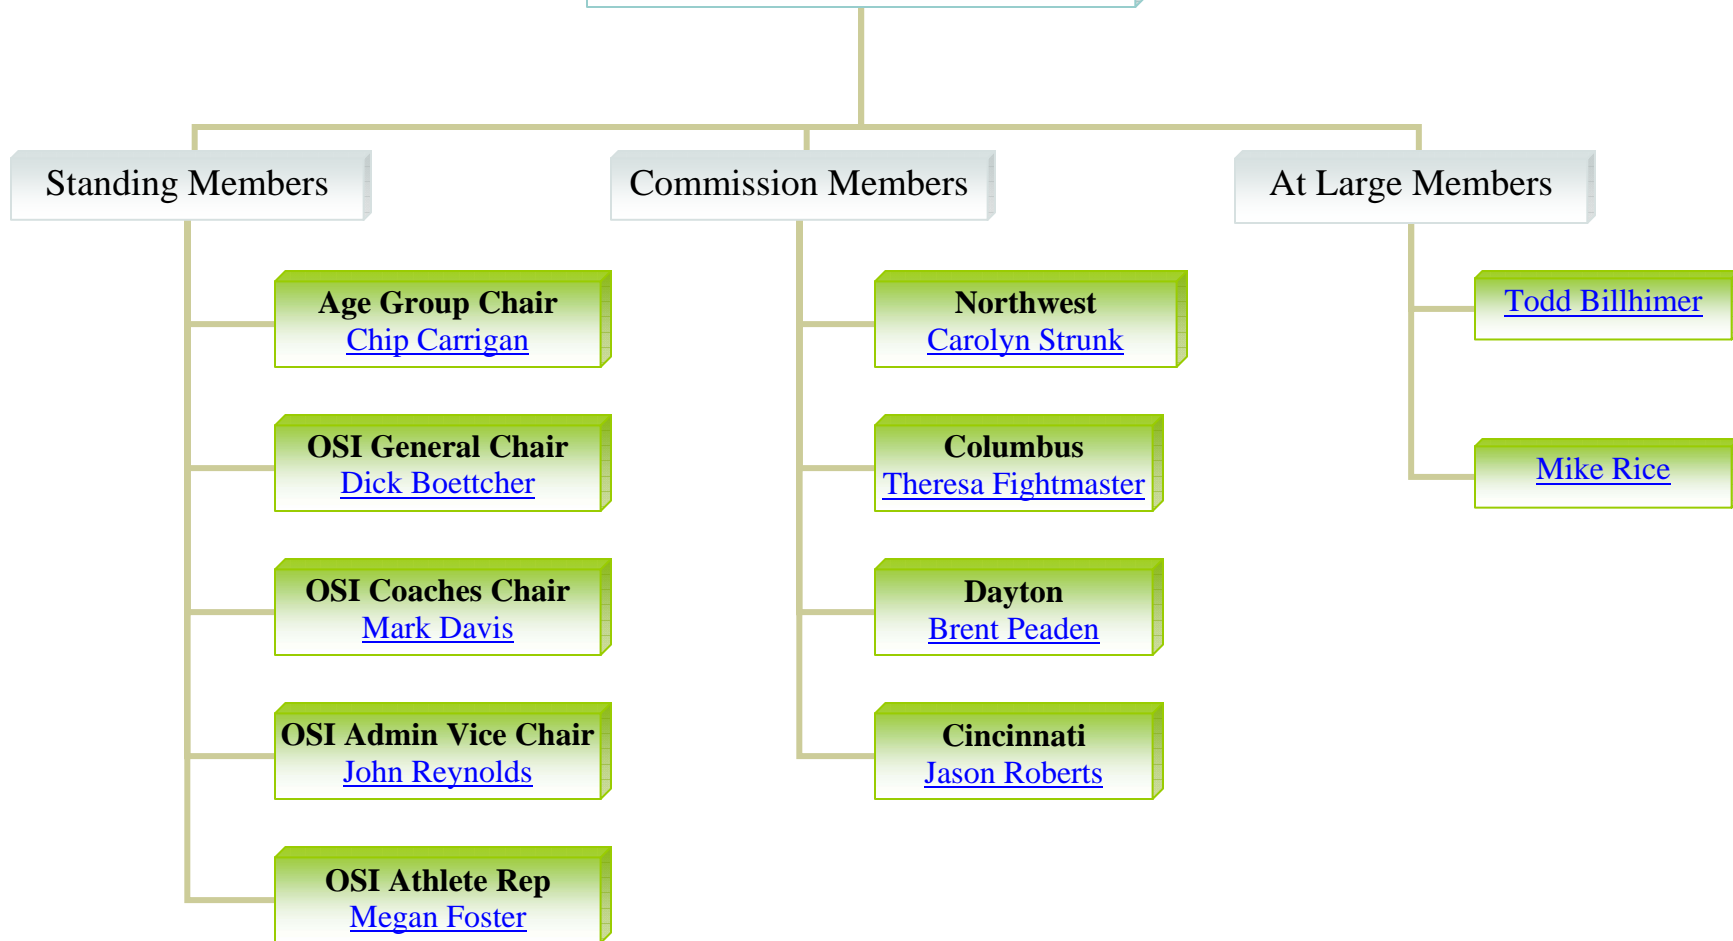 Standing Members
Age Group Chair
Chip Carrigan
OSI General Chair
Dick Boettcher
OSI Coaches Chair
Mark Davis
OSI Admin Vice Chair
John Reynolds
OSI Athlete Rep
Megan Foster
Commission Members
Northwest
Carolyn Strunk
Columbus
Theresa Fightmaster
Dayton
Brent Peaden
Cincinnati
Jason Roberts
At Large Members
Todd Billhimer
Mike Rice